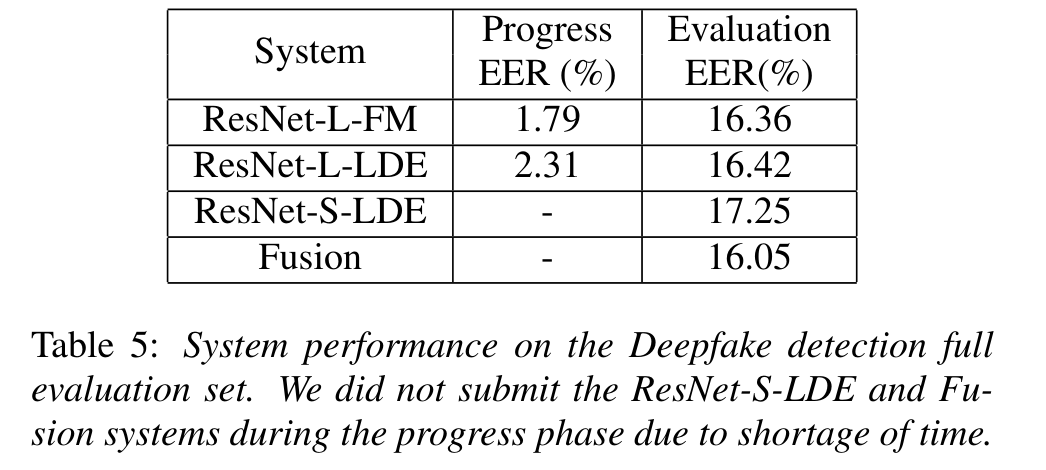 System Progress EER (%) Evaluation EER(%)
ResNet-L-FM 1.79 16.36
ResNet-L-LDE 2.31 16.42
ResNet-S-LDE - 17.25
Fusion - 16.05
Table 5: System performance on the Deepfake detection full
evaluation set. We did not submit the ResNet-S-LDE and Fu-
sion systems during the progress phase due to shortage of time.